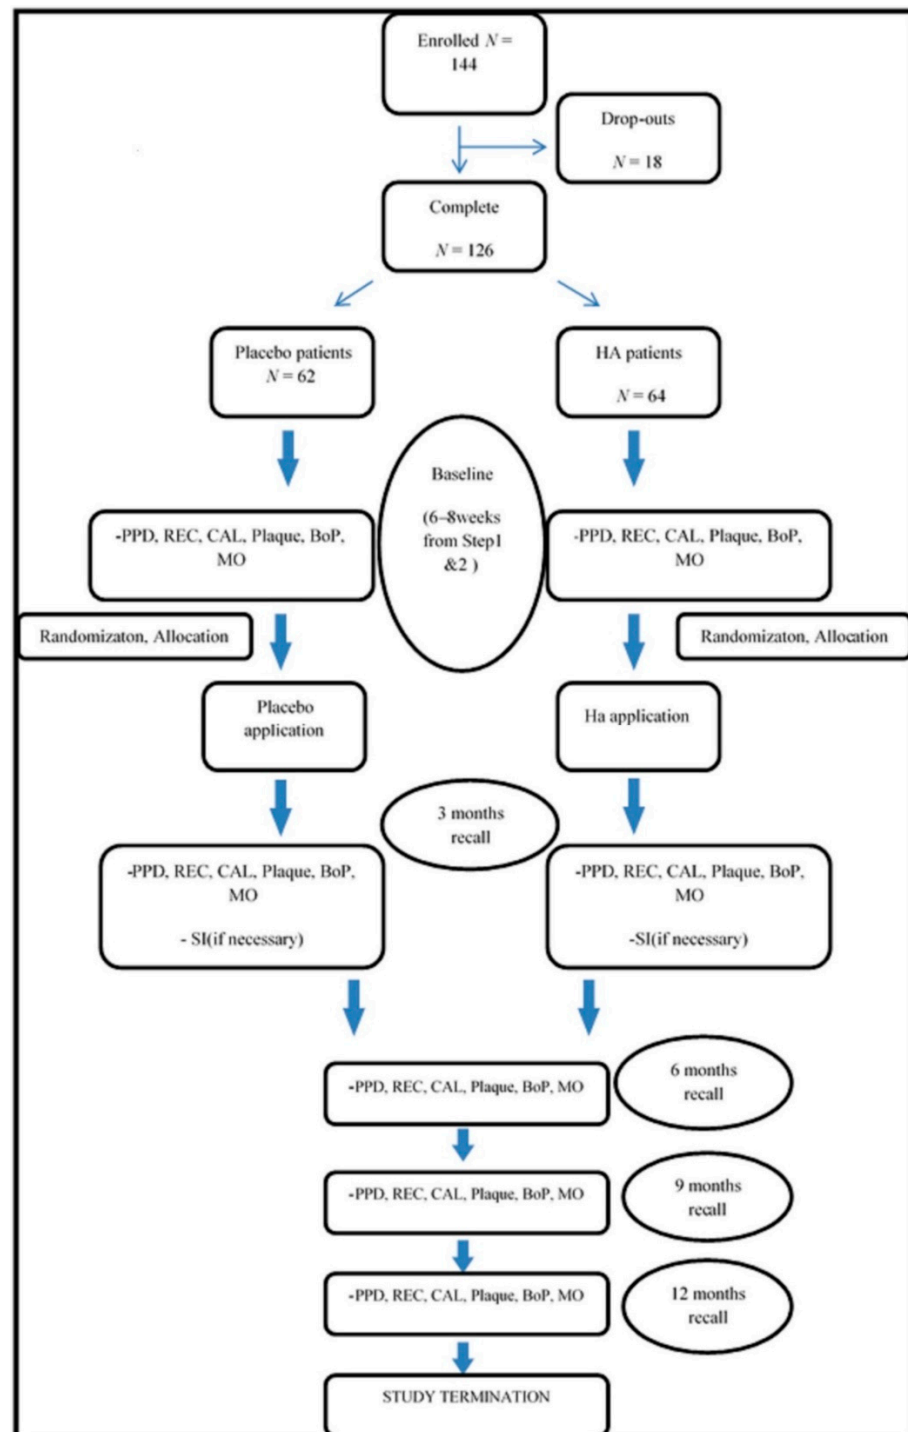 Enrolled N =
144
Drop-outs
N = 18
Complete
N = 126
Placebo patients
N = 62
HA patients
N = 64
Baseline
(6–8weeks
from Step1
&2 )
-PPD, REC, CAL, Plaque, BoP,
MO
-PPD, REC, CAL, Plaque, BoP,
MO
Randomizaton, Allocation
Randomizaton, Allocation
Placebo
application
Ha application
3 months
recall
-PPD, REC, CAL, Plaque, BoP,
MO
- SI(if necessary)
-PPD, REC, CAL, Plaque, BoP,
MO
-SI(if necessary)
-PPD, REC, CAL, Plaque, BoP, MO
6 months
recall
-PPD, REC, CAL, Plaque, BoP, MO
9 months
recall
-PPD, REC, CAL, Plaque, BoP, MO
12 months
recall
STUDY TERMINATION